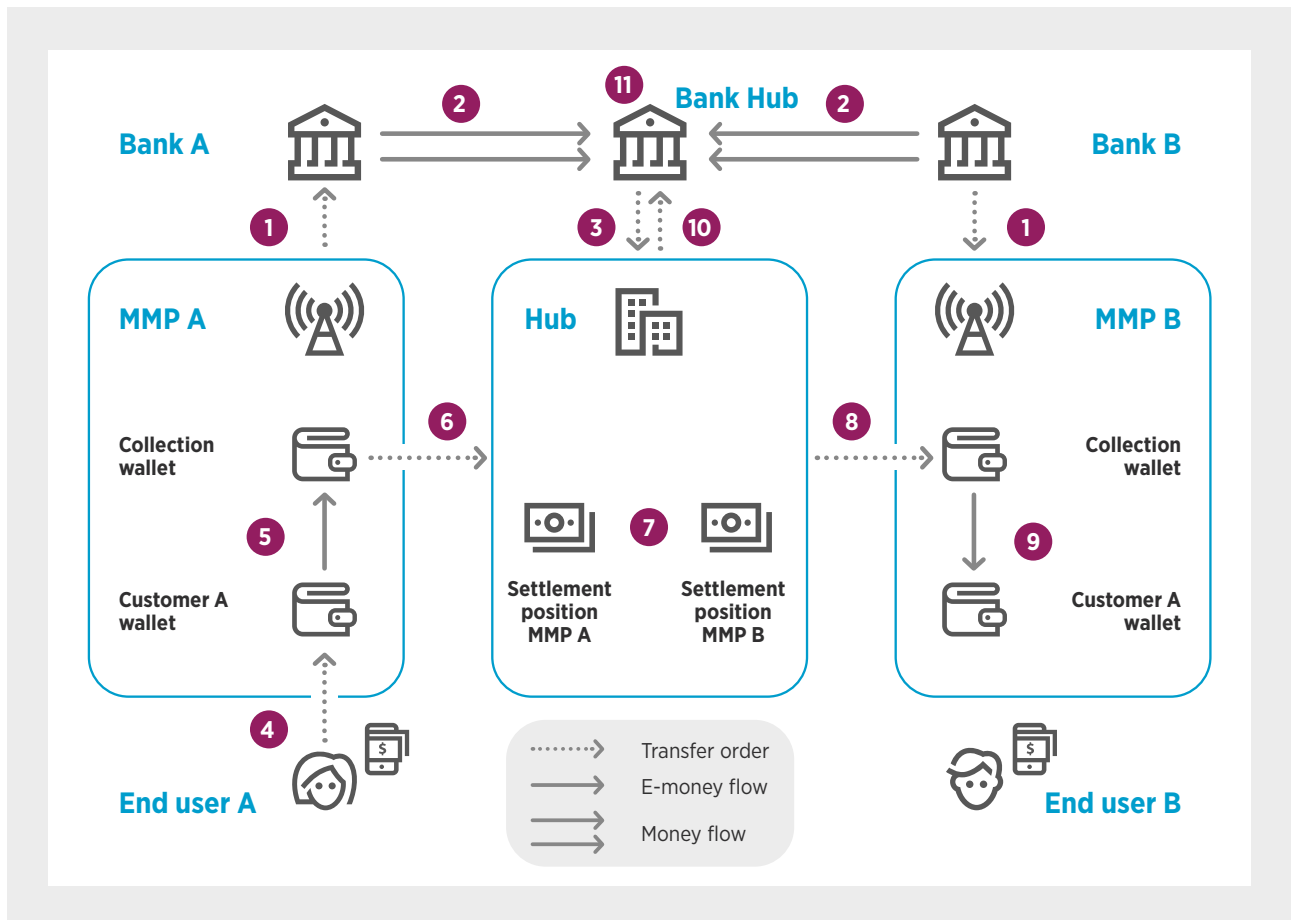 11
2
Bank Hub
2
Bank A
Bank B
1
3
10
1
MMP A
Hub
MMP B
6
8
Collection
wallet
Collection
wallet
5
7
9
Settlement
position
MMP A
Settlement
position
MMP B
Customer A
wallet
Customer A
wallet
4
$
$
End user A
End user B
Transfer order
E-money flow
Money flow